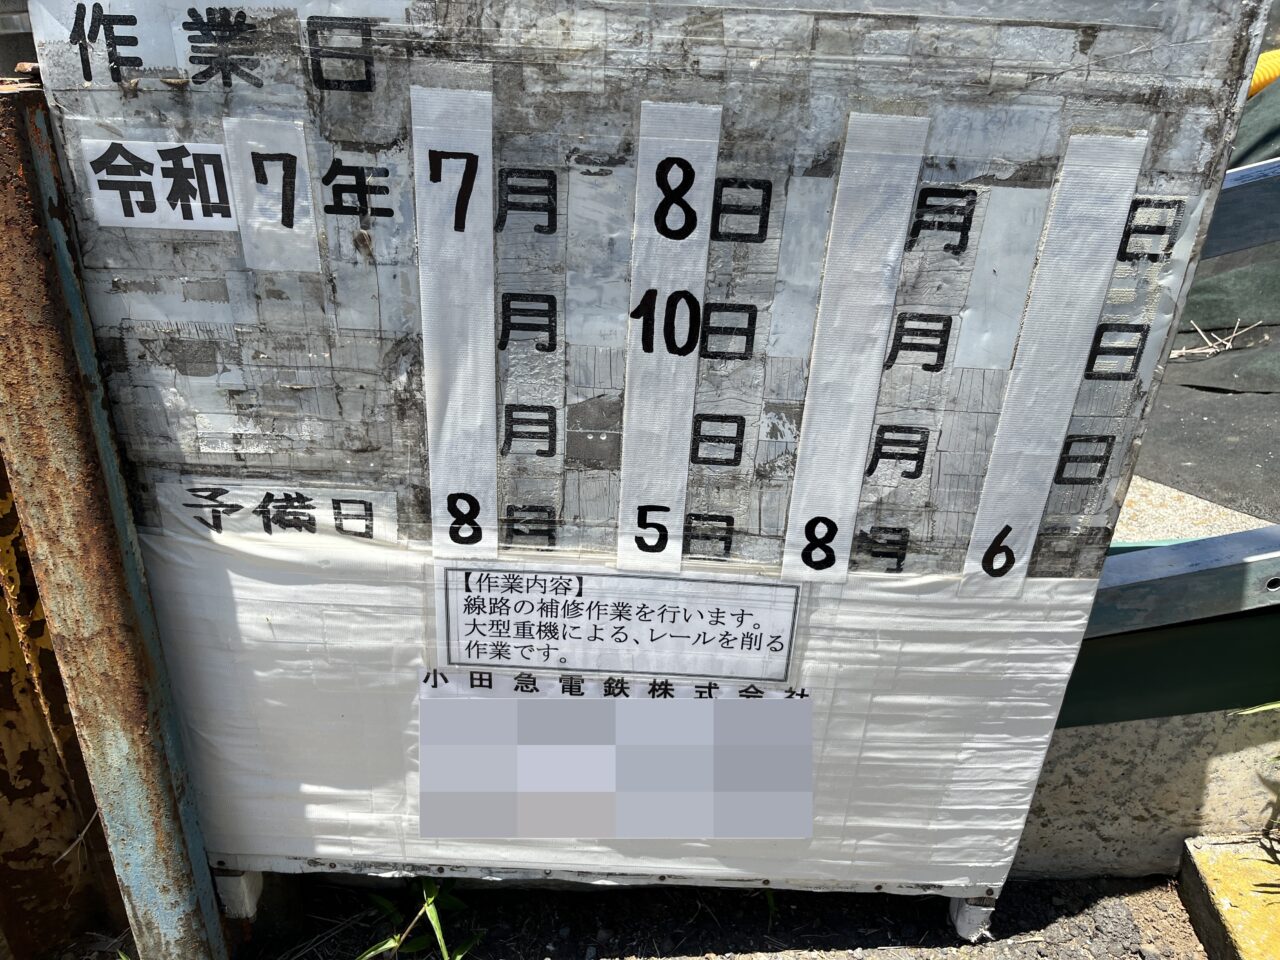 作業日
令和7年 7月 8日 月 日
月 10日 月 日
月 日 月 日
予備日 8月 5日 8月 6日
【作業内容】
線路の補修作業を行います。
大型重機による、レールを削る
作業です。
小田急電鉄株式会社